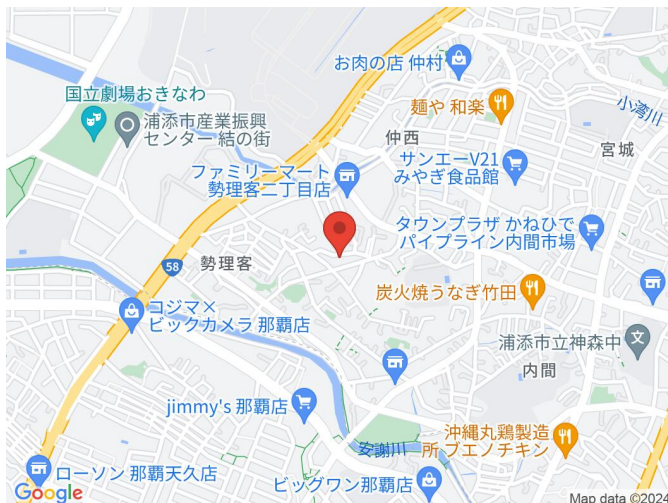 お肉の店 仲村
国立劇場おきなわ
浦添市産業振興
センター 結の街
麺や 和楽
小湾川
仲西
宮城
ファミリーマート
勢理客二丁目店
サンエーV21
みやぎ食品館
タウンプラザ かねひで
パイプライン内間市場
勢理客
58
炭火焼うなぎ竹田
コジマ×
ビックカメラ 那覇店
浦添市立神森中
文
内間
jimmy's 那覇店
安謝川
沖縄丸鶏製造
所 ブエノチキン
ローソン 那覇天久店
ビッグワン那覇店
Google
Map data ©2024